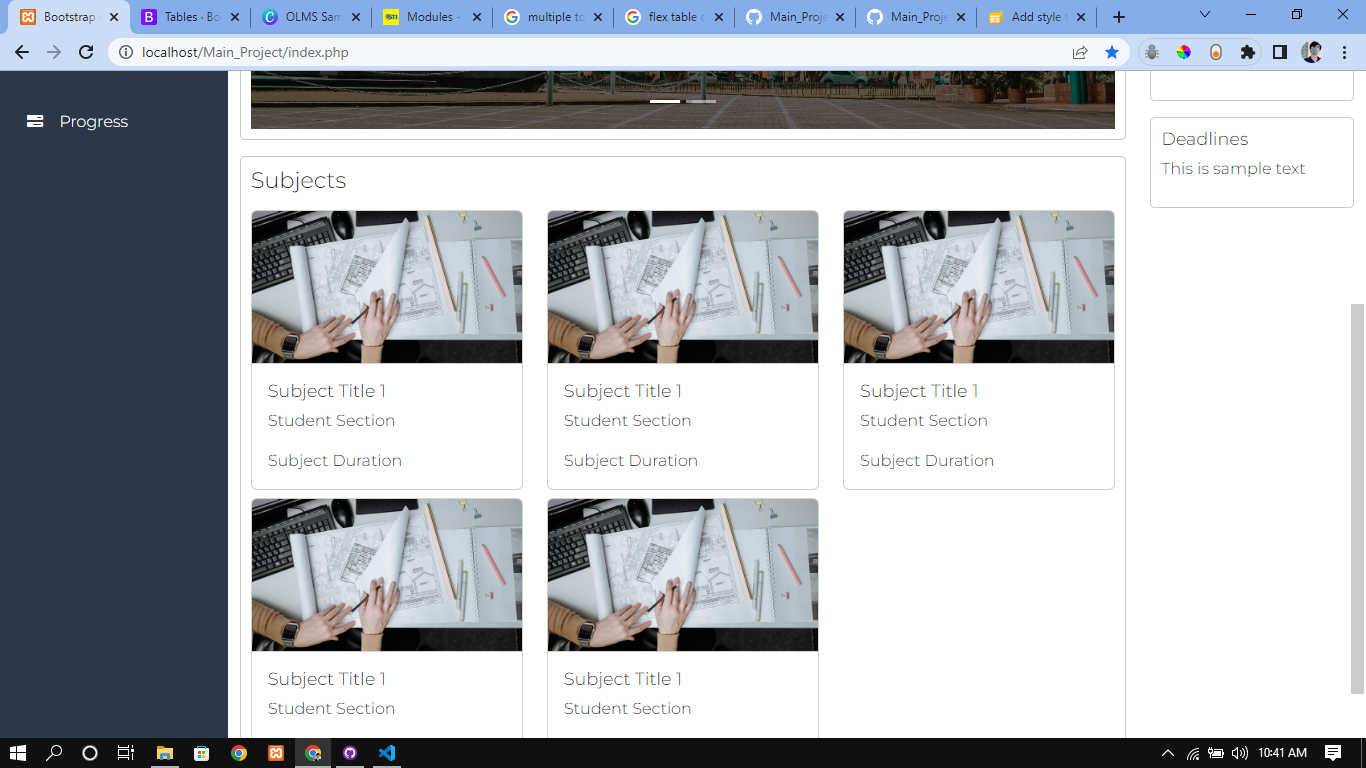 Bootstrap
Tables - Bo
OLMS Sam
Modules -
multiple to
flex table c
Main_Proje
Main_Proje
Add style t
localhost/Main_Project/index.php
Progress
Deadlines
This is sample text
Subjects
Subject Title 1
Student Section
Subject Duration
Subject Title 1
Student Section
Subject Duration
Subject Title 1
Student Section
Subject Duration
Subject Title 1
Student Section
Subject Title 1
Student Section
10:41 AM